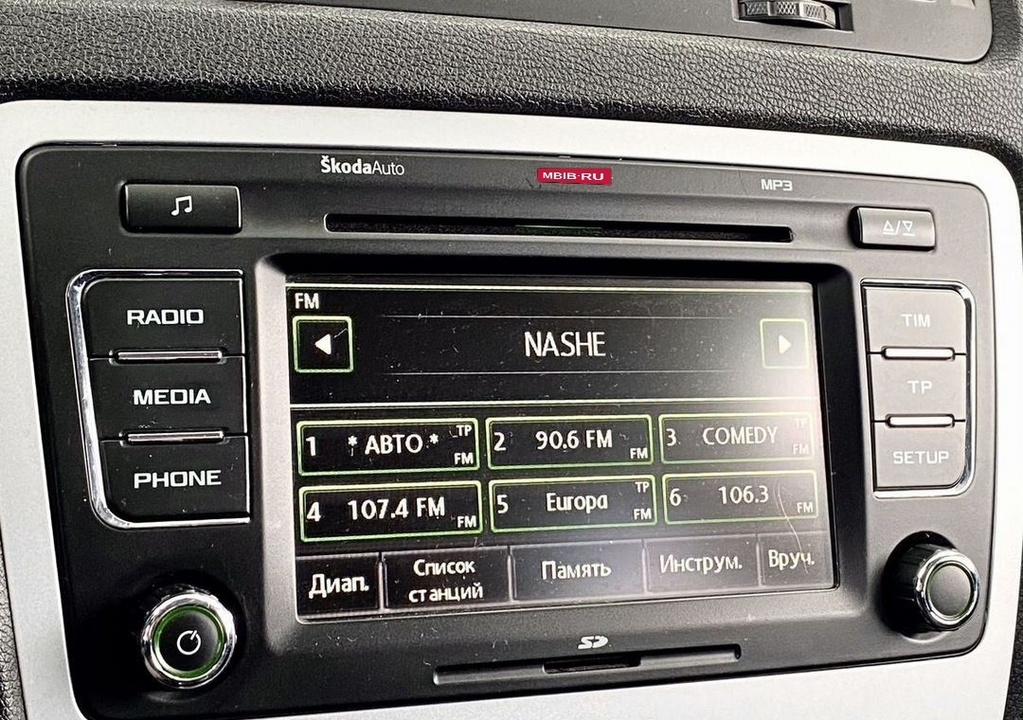 ŠkodaAuto
MBIB·RU
MP3
RADIO
MEDIA
PHONE
FM
NASHE
1 * АВТО * TP FM
2 90.6 FM FM
3 COMEDY TP FM
4 107.4 FM FM
5 Europa TP FM
6 106.3 FM
Диап.
Список
станций
Память
Инструм.
Вруч.
TIM
TP
SETUP
SD